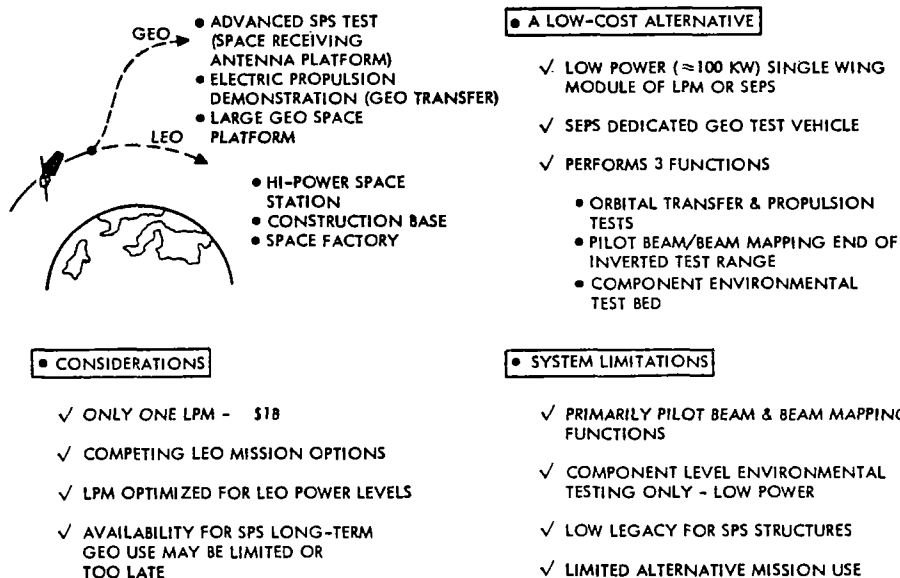 GEO
• ADVANCED SPS TEST
(SPACE RECEIVING
ANTENNA PLATFORM)
• ELECTRIC PROPULSION
DEMONSTRATION (GEO TRANSFER)
• LARGE GEO SPACE
PLATFORM
LEO
• HI-POWER SPACE
STATION
• CONSTRUCTION BASE
• SPACE FACTORY
• A LOW-COST ALTERNATIVE
√ LOW POWER (≈100 KW) SINGLE WING
MODULE OF LPM OR SEPS
√ SEPS DEDICATED GEO TEST VEHICLE
√ PERFORMS 3 FUNCTIONS
• ORBITAL TRANSFER & PROPULSION
TESTS
• PILOT BEAM/BEAM MAPPING END OF
INVERTED TEST RANGE
• COMPONENT ENVIRONMENTAL
TEST BED
• CONSIDERATIONS
√ ONLY ONE LPM - $1B
√ COMPETING LEO MISSION OPTIONS
√ LPM OPTIMIZED FOR LEO POWER LEVELS
√ AVAILABILITY FOR SPS LONG-TERM
GEO USE MAY BE LIMITED OR
TOO LATE
• SYSTEM LIMITATIONS
√ PRIMARILY PILOT BEAM & BEAM MAPPING
FUNCTIONS
√ COMPONENT LEVEL ENVIRONMENTAL
TESTING ONLY - LOW POWER
√ LOW LEGACY FOR SPS STRUCTURES
√ LIMITED ALTERNATIVE MISSION USE